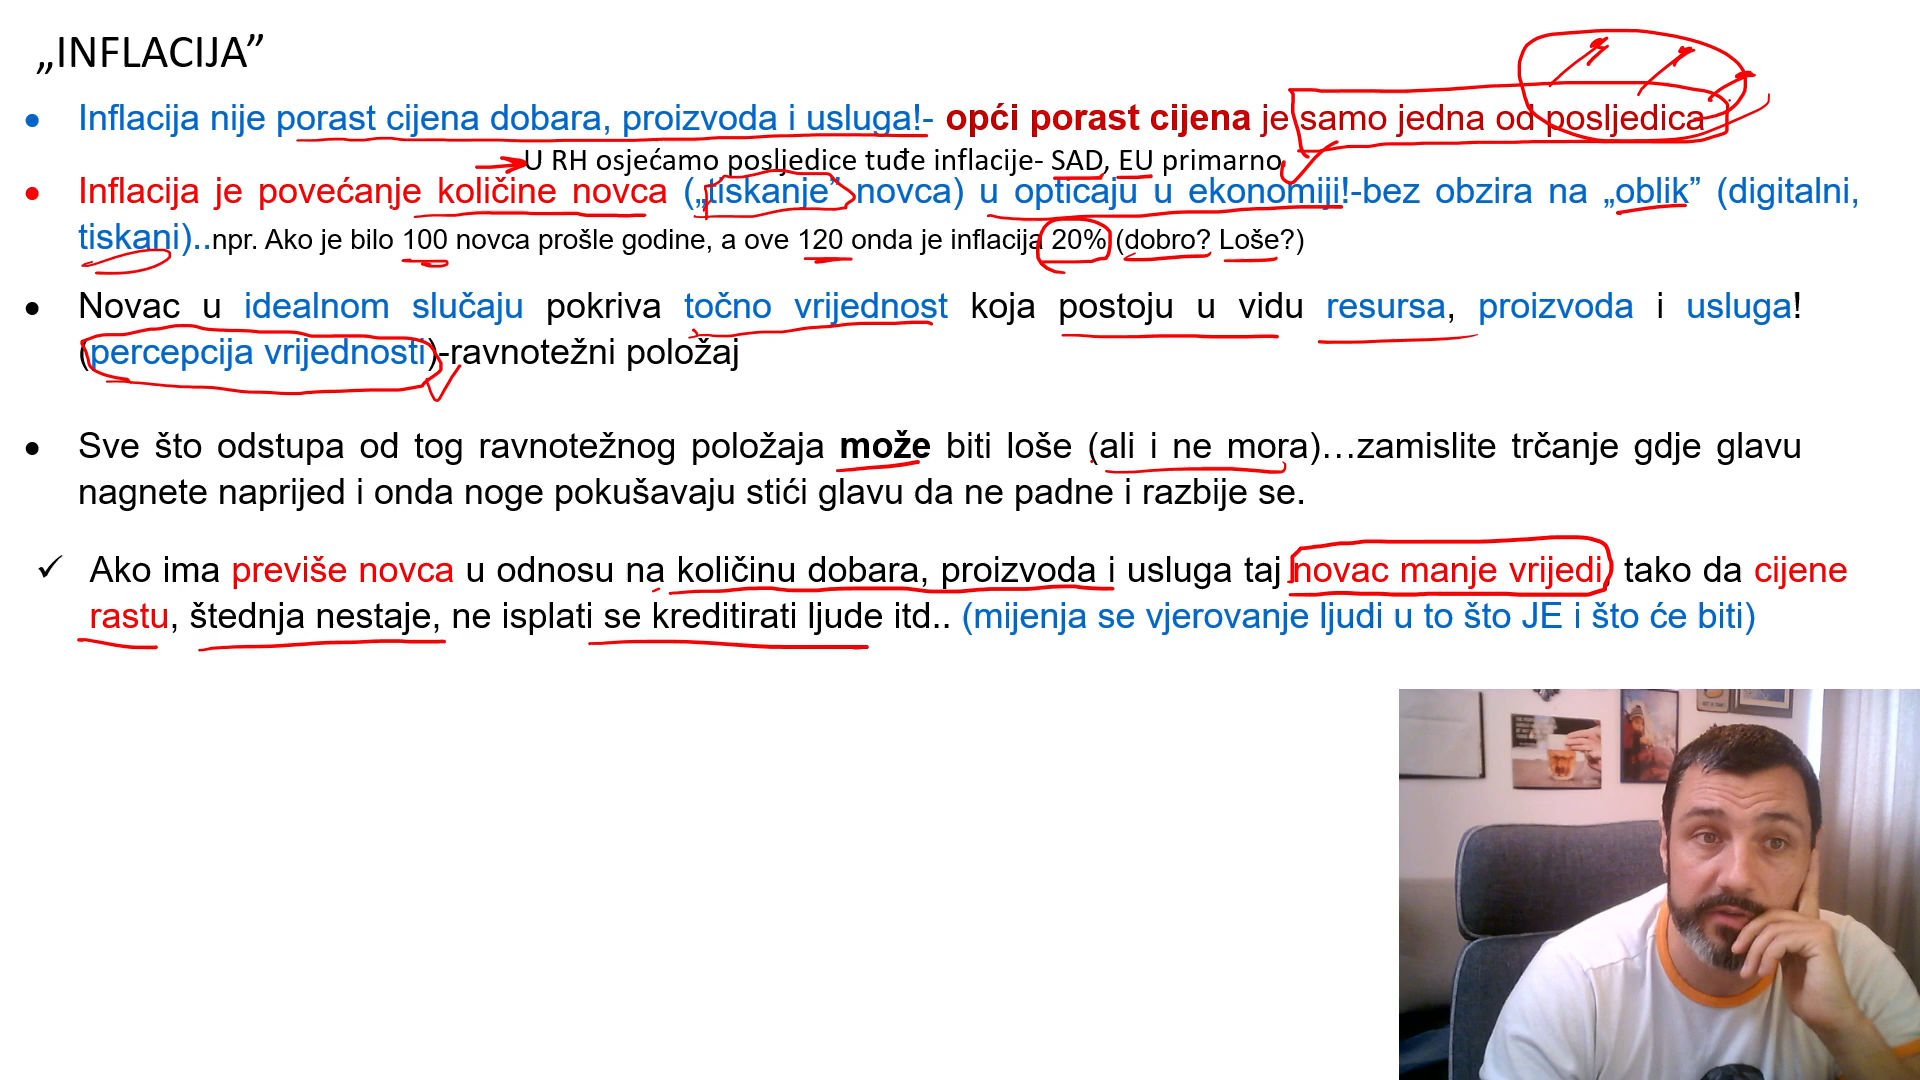 „INFLACIJA”
• Inflacija nije porast cijena dobara, proizvoda i usluga!- opći porast cijena je samo jedna od posljedica
U RH osjećamo posljedice tuđe inflacije- SAD, EU primarno
• Inflacija je povećanje količine novca („tiskanje” novca) u opticaju u ekonomiji!-bez obzira na „oblik” (digitalni,
tiskani)..npr. Ako je bilo 100 novca prošle godine, a ove 120 onda je inflacija 20% (dobro? Loše?)
• Novac u idealnom slučaju pokriva točno vrijednost koja postoju u vidu resursa, proizvoda i usluga!
(percepcija vrijednosti)-ravnotežni položaj
• Sve što odstupa od tog ravnotežnog položaja može biti loše (ali i ne mora)…zamislite trčanje gdje glavu
nagnete naprijed i onda noge pokušavaju stići glavu da ne padne i razbije se.
✓ Ako ima previše novca u odnosu na količinu dobara, proizvoda i usluga taj novac manje vrijedi, tako da cijene
rastu, štednja nestaje, ne isplati se kreditirati ljude itd.. (mijenja se vjerovanje ljudi u to što JE i što će biti)